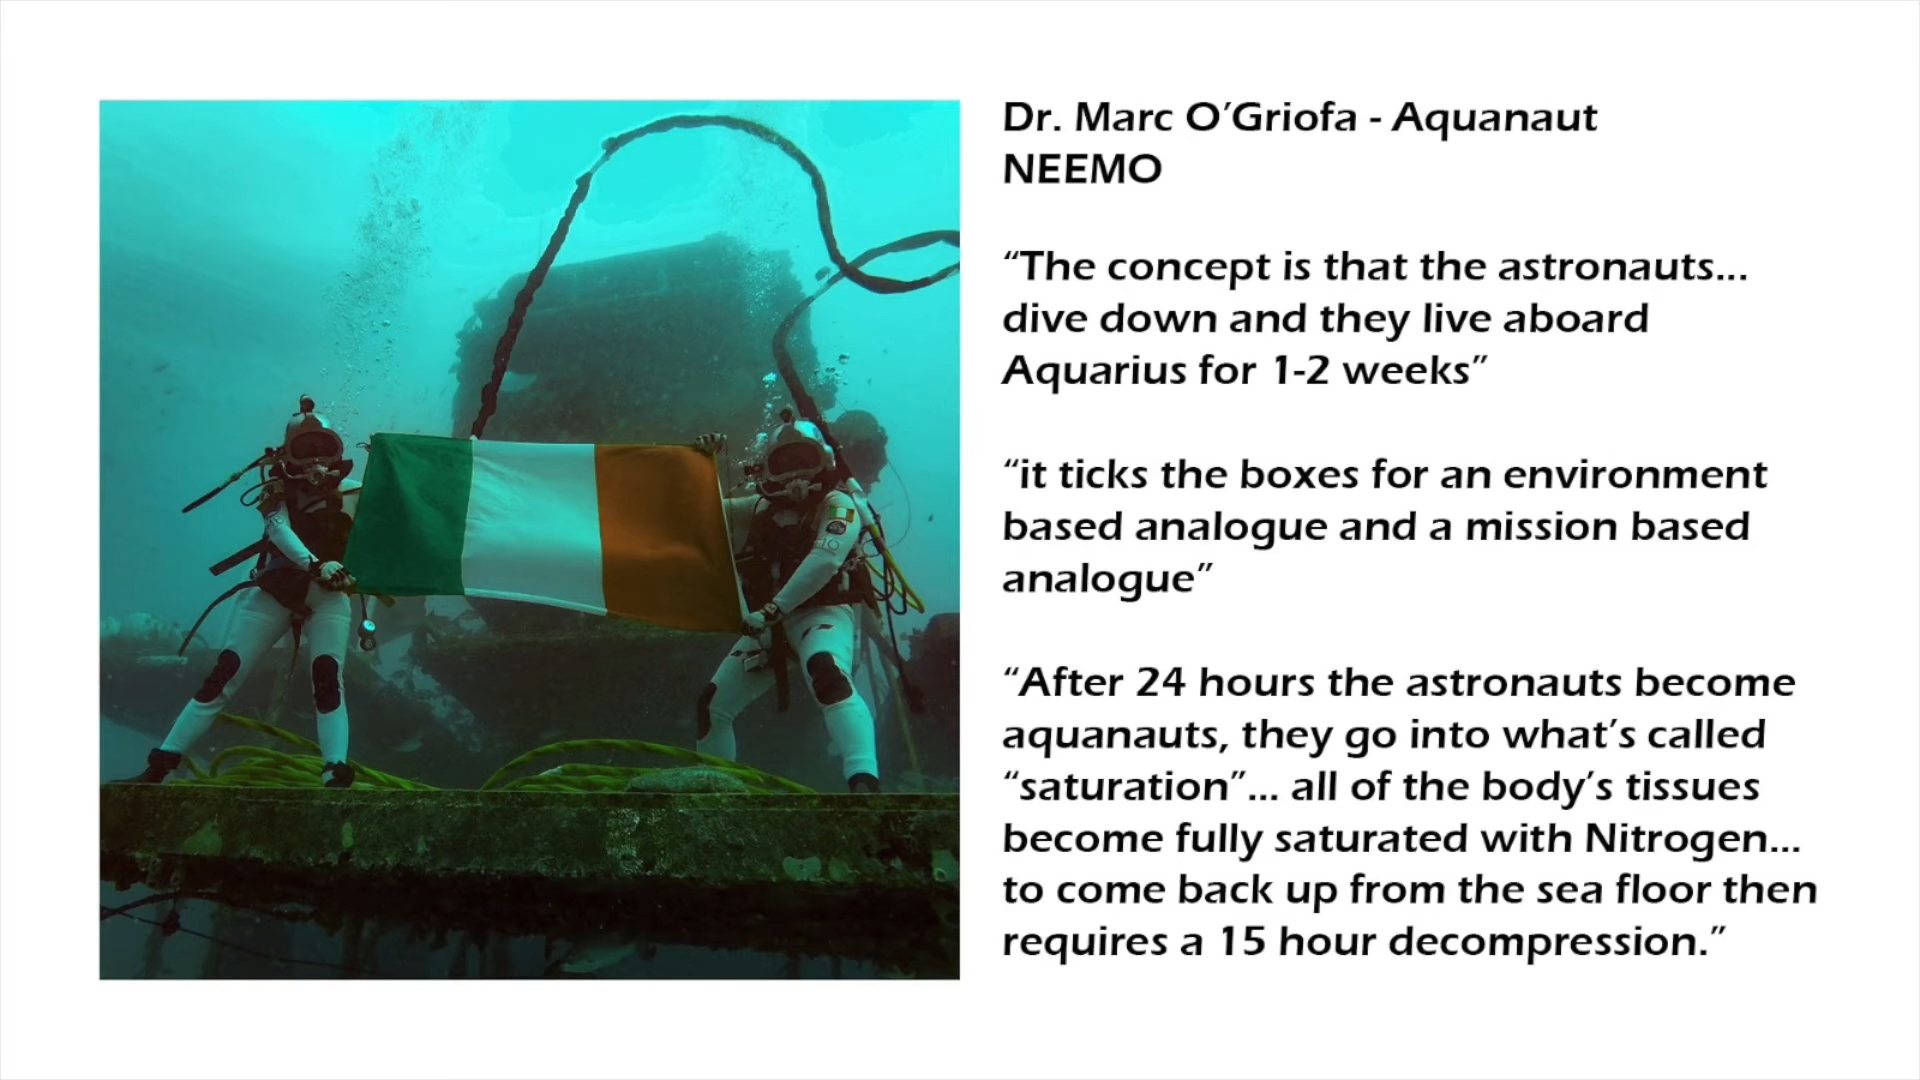 Dr. Marc O’Griofa - Aquanaut
NEEMO
“The concept is that the astronauts...
dive down and they live aboard
Aquarius for 1-2 weeks”
“it ticks the boxes for an environment
based analogue and a mission based
analogue”
“After 24 hours the astronauts become
aquanauts, they go into what’s called
“saturation”... all of the body’s tissues
become fully saturated with Nitrogen...
to come back up from the sea floor then
requires a 15 hour decompression.”